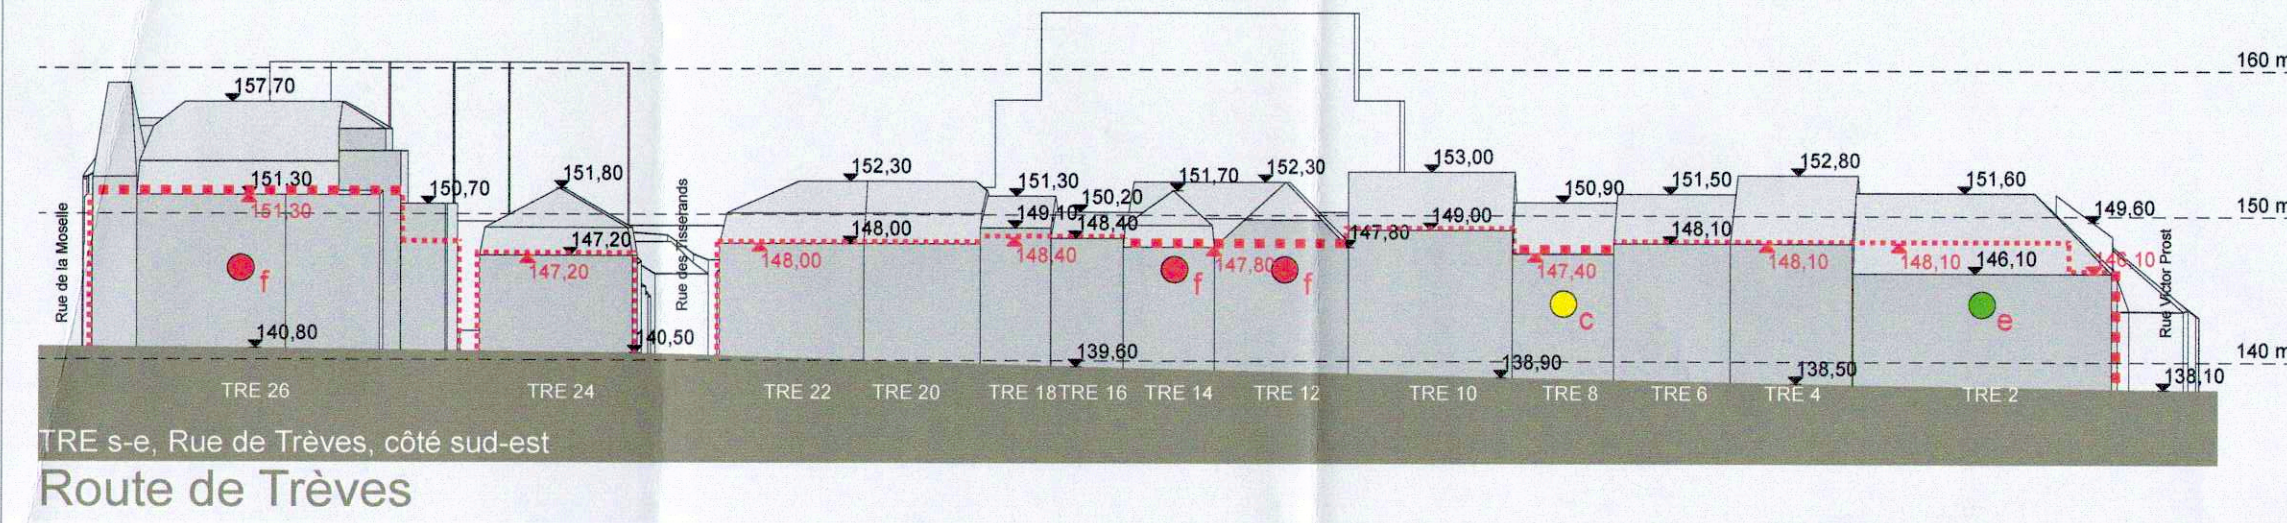 160 m
157,70
151,80
152,30
151,70
152,30
153,00
152,80
151,30
150,70
151,30
150,20
150,90
151,50
151,60
150 m
149,60
151,30
147,20
148,00
149,10
148,40
147,80
149,00
148,10
146,10
147,20
148,00
148,40
147,80
147,40
148,10
148,10
146,10
Rue de la Moselle
Rue des Tisserands
Rue Victor Prost
f
f
f
c
e
140,80
140,50
139,60
138,90
138,50
138,10
140 m
TRE 26
TRE 24
TRE 22
TRE 20
TRE 18
TRE 16
TRE 14
TRE 12
TRE 10
TRE 8
TRE 6
TRE 4
TRE 2
TRE s-e, Rue de Trèves, côté sud-est
Route de Trèves